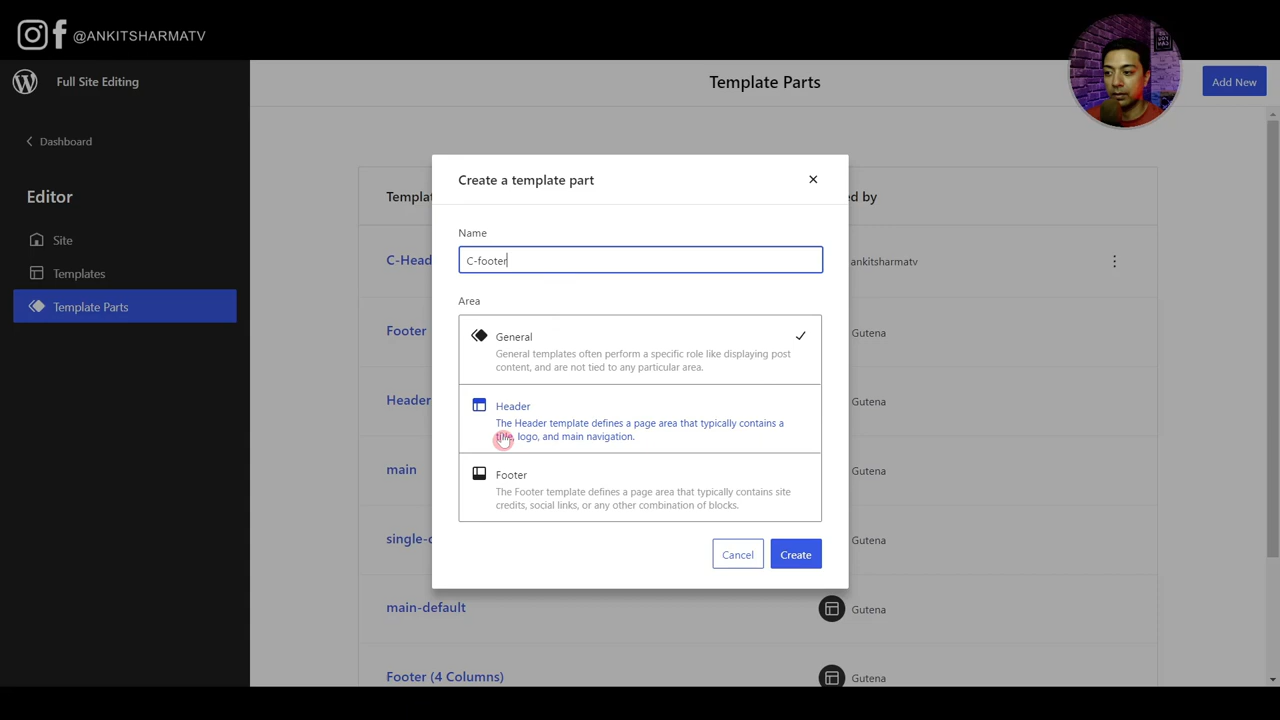 @ANKITSHARMATV
Full Site Editing
Template Parts
Add New
Dashboard
Editor
Site
Templates
Template Parts
Create a template part
Name
C-footer
Area
General
General templates often perform a specific role like displaying post
content, and are not tied to any particular area.
Header
The Header template defines a page area that typically contains a
title, logo, and main navigation.
Footer
The Footer template defines a page area that typically contains site
credits, social links, or any other combination of blocks.
Cancel
Create
Templat
ed by
C-Head
ankitsharmatv
Footer
Gutena
Header
Gutena
main
Gutena
single-c
Gutena
main-default
Gutena
Footer (4 Columns)
Gutena